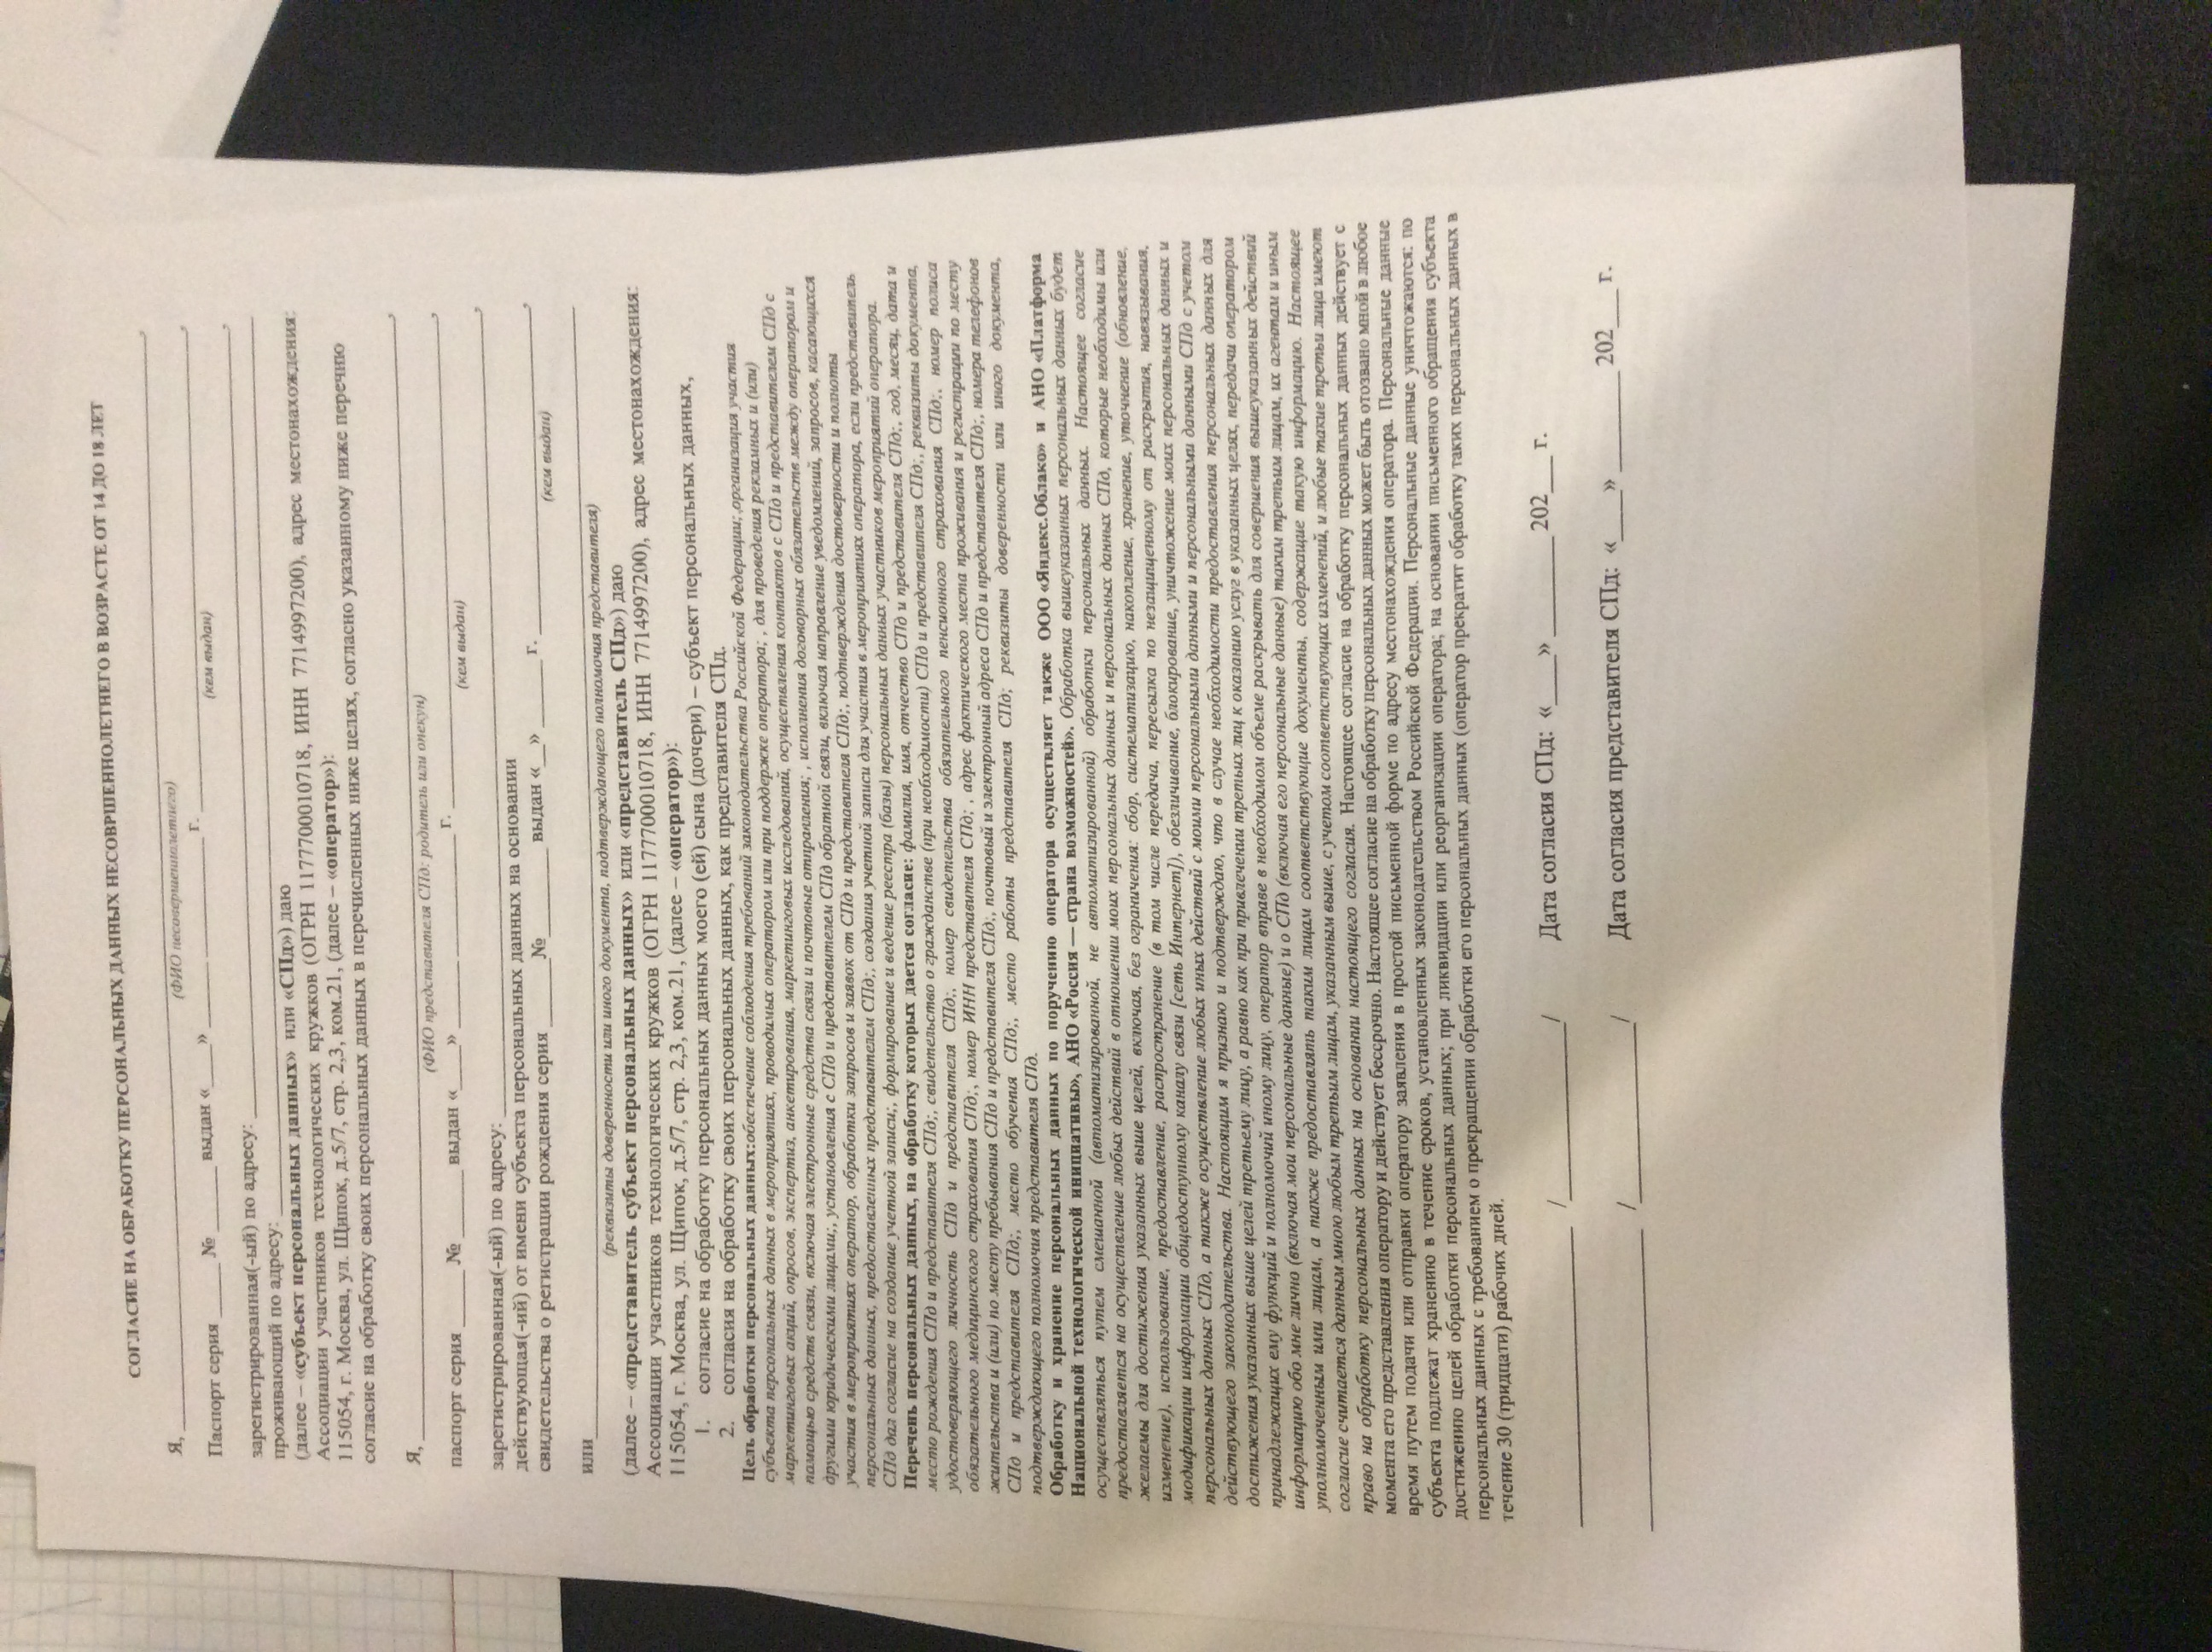 СОГЛАСИЕ НА ОБРАБОТКУ ПЕРСОНАЛЬНЫХ ДАННЫХ НЕСОВРШЕННОЛЕТНЕГО В ВОЗРАСТЕ ОТ 14 ДО 18 ЛЕТ
Я, ____________________,
(ФИО несовершеннолетнего)
Паспорт серия _____ № ______ выдан «____» ______ ___________ г. ____________________,
(кем выдан)
зарегистрированная(-ый) по адресу: ____________________,
проживающий по адресу: ____________________
(далее – «субъект персональных данных» или «СПд») даю
Ассоциации участников технологических кружков (ОГРН 1177700010718, ИНН 7714997200), адрес местонахождения:
115054, г. Москва, ул. Щипок, д.5/7, стр. 2,3, ком.21, (далее – «оператор»):
согласие на обработку своих персональных данных в перечисленных ниже целях, согласно указанному ниже перечню
Я, ____________________,
(ФИО представителя СПд: родитель или опекун)
паспорт серия _____ № ______ выдан «____» ______ ___________ г. ____________________,
(кем выдан)
зарегистрированная(-ый) по адресу: ____________________,
действующая(-ий) от имени субъекта персональных данных на основании
свидетельства о регистрации рождения серия ______№________ выдан «__» ______ г. ____________________,
(кем выдан)
или____________________
(реквизиты доверенности или иного документа, подтверждающего полномочия представителя)
(далее – «представитель субъект персональных данных» или «представитель СПд») даю
Ассоциации участников технологических кружков (ОГРН 1177700010718, ИНН 7714997200), адрес местонахождения:
115054, г. Москва, ул. Щипок, д.5/7, стр. 2,3, ком.21, (далее – «оператор»):
1. согласие на обработку персональных данных моего (ей) сына (дочери) – субъект персональных данных,
2. согласия на обработку своих персональных данных, как представителя СПд.
Цель обработки персональных данных:обеспечение соблюдения требований законодательства Российской Федерации; ,организация участия
субъекта персональных данных в мероприятиях, проводимых оператором или при поддержке оператора; , для проведения рекламных и (или)
маркетинговых акций, опросов, экспертиз, анкетирования, маркетинговых исследований, осуществления контактов с СПд и представителем СПд с
помощью средств связи, включая электронные средства связи и почтовые отправления; , исполнения договорных обязательств между оператором и
другими юридическими лицами;, установления с СПд и представителем СПд обратной связи, включая направление уведомлений, запросов, касающихся
участия в мероприятиях оператор, обработки запросов и заявок от СПд и представителя СПд;, подтверждения достоверности и полноты
персональных данных, предоставленных представителем СПд;, создания учетной записи для участия в мероприятиях оператора, если представитель
СПд дал согласие на создание учетной записи;, формирование и ведение реестра (базы) персональных данных участников мероприятий оператора.
Перечень персональных данных, на обработку которых дается согласие: фамилия, имя, отчество СПд и представителя СПд;, год, месяц, дата и
место рождения СПд и представителя СПд;, свидетельство о гражданстве (при необходимости) СПд и представителя СПд;, реквизиты документа,
удостоверяющего личность СПд и представителя СПд;, номер свидетельства обязательного пенсионного страхования СПд;, номер полиса
обязательного медицинского страхования СПд;, номер ИНН представителя СПд; , адрес фактического места проживания и регистрации по месту
жительства и (или) по месту пребывания СПд и представителя СПд;, почтовый и электронный адреса СПд и представителя СПд;, номера телефонов
СПд и представителя СПд;, место обучения СПд;, место работы представителя СПд; реквизиты доверенности или иного документа,
подтверждающего полномочия представителя СПд.
Обработку и хранение персональных данных по поручению оператора осуществляет также ООО «Яндекс.Облако» и АНО «Платформа
Национальной технологической инициативы», АНО «Россия — страна возможностей». Обработка вышеуказанных персональных данных будет
осуществляться путем смешанной (автоматизированной, не автоматизированной) обработки персональных данных. Настоящее согласие
предоставляется на осуществление любых действий в отношении моих персональных данных и персональных данных СПд, которые необходимы или
желаемы для достижения указанных выше целей, включая, без ограничения: сбор, систематизацию, накопление, хранение, уточнение (обновление,
изменение), использование, предоставление, распространение (в том числе передача, пересылка по незащищенному от раскрытия, навязывания,
модификации информации общедоступному каналу связи [сеть Интернет]), обезличивание, блокирование, уничтожение моих персональных данных и
персональных данных СПд, а также осуществление любых иных действий с моими персональными данными и персональными данными СПд с учетом
действующего законодательства. Настоящим я признаю и подтверждаю, что в случае необходимости предоставления персональных данных для
достижения указанных выше целей третьему лицу, а равно как при привлечении третьих лиц к оказанию услуг в указанных целях, передачи оператором
принадлежащих ему функций и полномочий иному лицу, оператор вправе в необходимом объеме раскрывать для совершения вышеуказанных действий
информацию обо мне лично (включая мои персональные данные) и о СПд (включая его персональные данные) таким третьим лицам, их агентам и иным
уполномоченным ими лицам, а также предоставлять таким лицам соответствующие документы, содержащие такую информацию. Настоящее
согласие считается данным мною любым третьим лицам, указанным выше, с учетом соответствующих изменений, и любые такие третьи лица имеют
право на обработку персональных данных на основании настоящего согласия. Настоящее согласие на обработку персональных данных действует с
момента его представления оператору и действует бессрочно. Настоящее согласие на обработку персональных данных может быть отозвано мной в любое
время путем подачи или отправки оператору заявления в простой письменной форме по адресу местонахождения оператора. Персональные данные
субъекта подлежат хранению в течение сроков, установленных законодательством Российской Федерации. Персональные данные уничтожаются: по
достижению целей обработки персональных данных; при ликвидации или реорганизации оператора; на основании письменного обращения субъекта
персональных данных с требованием о прекращении обработки его персональных данных (оператор прекратит обработку таких персональных данных в
течение 30 (тридцати) рабочих дней.
____________________ /____________/ Дата согласия СПд: «____» ________ 202___ г.
____________________ /____________/ Дата согласия представителя СПд: «____» ________ 202___ г.